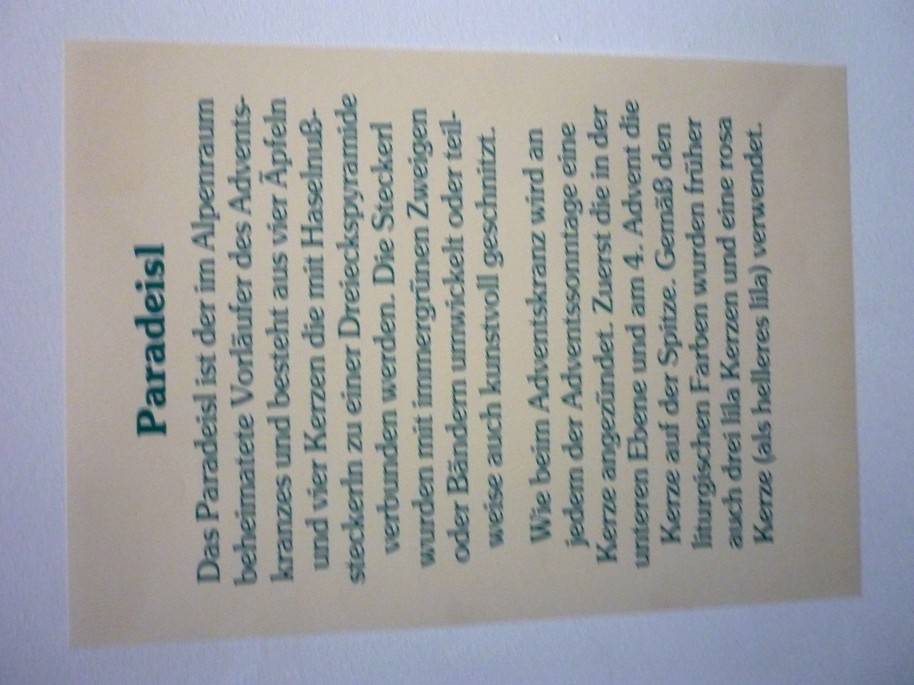 Paradeisl
Das Paradeisl ist der im Alpenraum
beheimatete Vorläufer des Advents-
kranzes und besteht aus vier Äpfeln
und vier Kerzen die mit Haselnuß-
steckerln zu einer Dreieckspyramide
verbunden werden. Die Steckerl
wurden mit immergrünen Zweigen
oder Bändern umwickelt oder teil-
weise auch kunstvoll geschnitzt.
Wie beim Adventskranz wird an
jedem der Adventssonntage eine
Kerze angezündet. Zuerst die in der
unteren Ebene und am 4. Advent die
Kerze auf der Spitze. Gemäß den
liturgischen Farben wurden früher
auch drei lila Kerzen und eine rosa
Kerze (als helleres lila) verwendet.